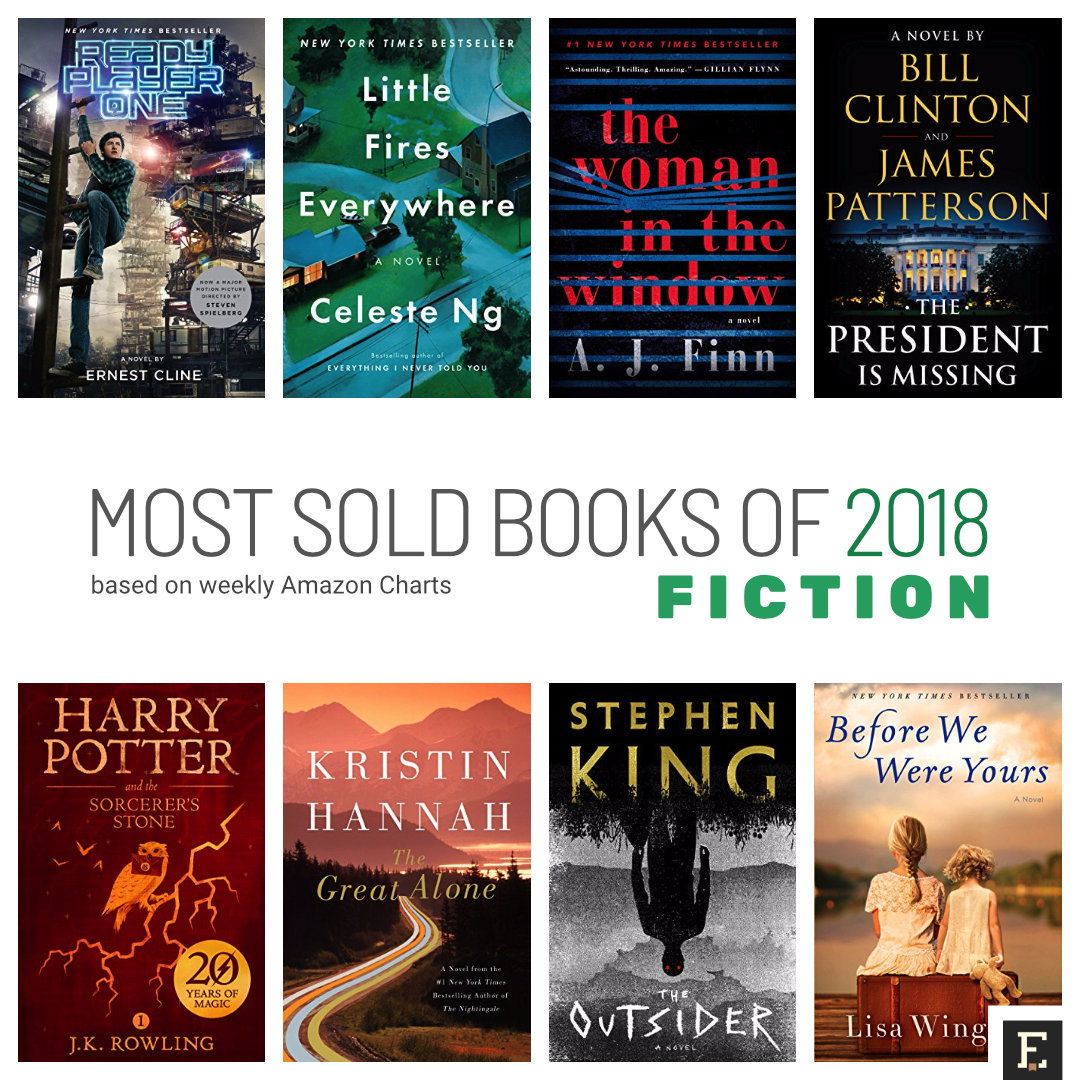 NEW YORK TIMES BESTSELLER
READY
PLAYER
ONE
NOW A MAJOR
MOTION PICTURE
DIRECTED BY
STEVEN
SPIELBERG
A NOVEL BY
ERNEST CLINE
NEW YORK TIMES BESTSELLER
Little
Fires
Everywhere
A NOVEL
Celeste Ng
Bestselling author of
EVERYTHING I NEVER TOLD YOU
#1 NEW YORK TIMES BESTSELLER
“Astounding. Thrilling. Amazing.” —GILLIAN FLYNN
the
woman
in the
window
a novel
A. J. Finn
A NOVEL BY
BILL
CLINTON
AND
JAMES
PATTERSON
THE
PRESIDENT
IS MISSING
MOST SOLD BOOKS OF 2018
based on weekly Amazon Charts
FICTION
HARRY
POTTER
and the
SORCERER'S
STONE
20
YEARS OF
MAGIC
1
J.K. ROWLING
KRISTIN
HANNAH
The
Great Alone
A Novel from the
#1 New York Times
Bestselling Author of
The Nightingale
STEPHEN
KING
THE
OUTSIDER
A NOVEL
NEW YORK TIMES BESTSELLER
Before We
Were Yours
A Novel
Lisa Wing
E